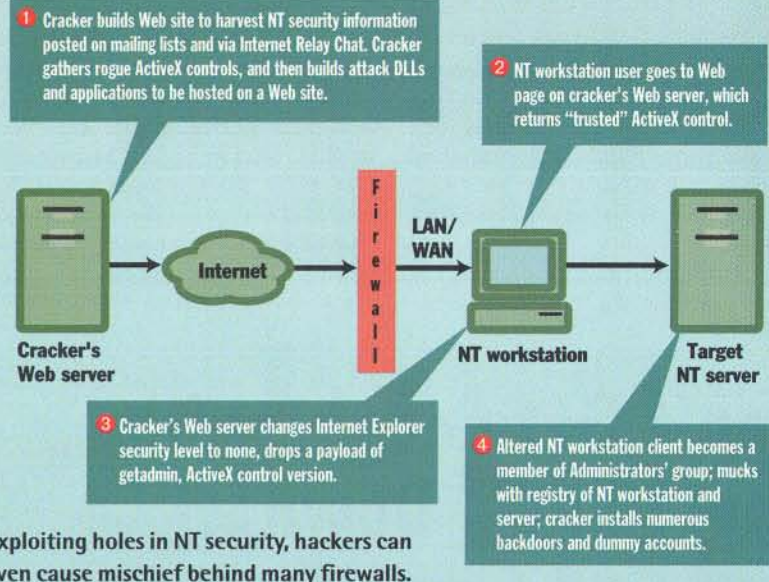 1 Cracker builds Web site to harvest NT security information
posted on mailing lists and via Internet Relay Chat. Cracker
gathers rogue ActiveX controls, and then builds attack DLLs
and applications to be hosted on a Web site.
2 NT workstation user goes to Web
page on cracker's Web server, which
returns “trusted” ActiveX control.
Cracker's
Web server
Internet
Firewall
LAN/
WAN
NT workstation
Target
NT server
3 Cracker's Web server changes Internet Explorer
security level to none, drops a payload of
getadmin, ActiveX control version.
4 Altered NT workstation client becomes a
member of Administrators' group; mucks
with registry of NT workstation and
server; cracker installs numerous
backdoors and dummy accounts.
xploiting holes in NT security, hackers can
ven cause mischief behind many firewalls.